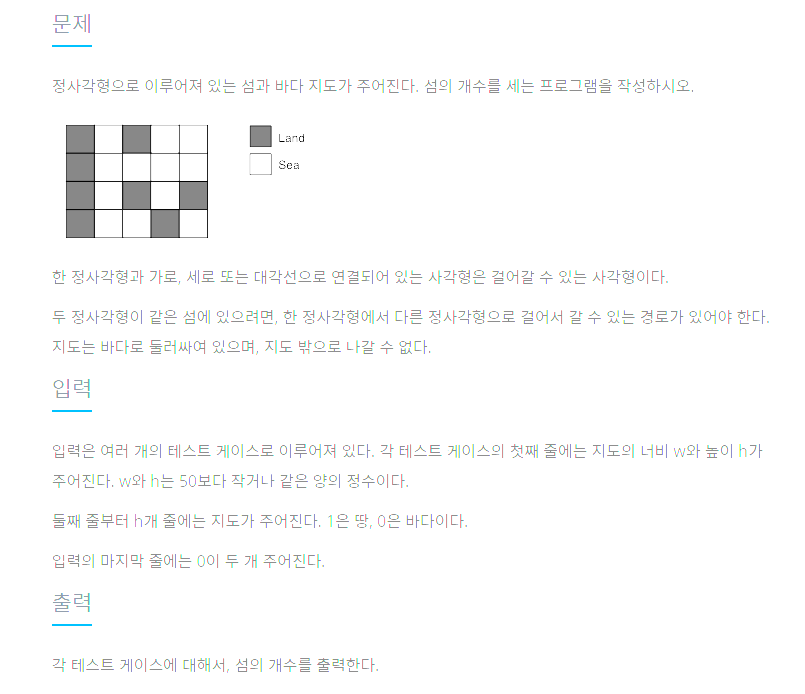 문제
정사각형으로 이루어져 있는 섬과 바다 지도가 주어진다. 섬의 개수를 세는 프로그램을 작성하시오.
Land
Sea
한 정사각형과 가로, 세로 또는 대각선으로 연결되어 있는 사각형은 걸어갈 수 있는 사각형이다.
두 정사각형이 같은 섬에 있으려면, 한 정사각형에서 다른 정사각형으로 걸어서 갈 수 있는 경로가 있어야 한다.
지도는 바다로 둘러싸여 있으며, 지도 밖으로 나갈 수 없다.
입력
입력은 여러 개의 테스트 케이스로 이루어져 있다. 각 테스트 케이스의 첫째 줄에는 지도의 너비 w와 높이 h가
주어진다. w와 h는 50보다 작거나 같은 양의 정수이다.
둘째 줄부터 h개 줄에는 지도가 주어진다. 1은 땅, 0은 바다이다.
입력의 마지막 줄에는 0이 두 개 주어진다.
출력
각 테스트 케이스에 대해서, 섬의 개수를 출력한다.